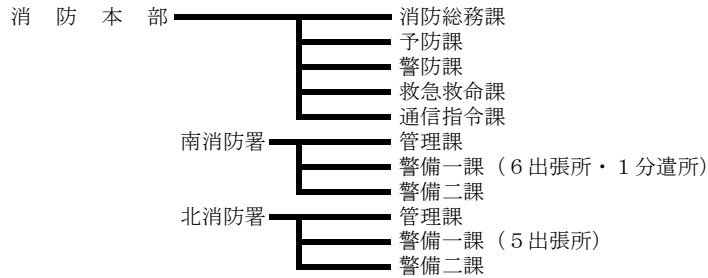 消防本部 消防総務課
予防課
警防課
救急救命課
通信指令課
南消防署 管理課
警備一課（６出張所・１分遣所）
警備二課
北消防署 管理課
警備一課（５出張所）
警備二課